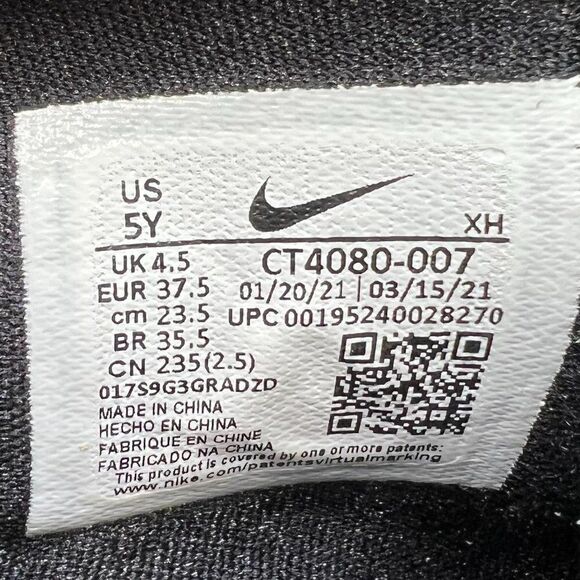 US
5Y XH
UK 4.5 CT4080-007
EUR 37.5 01/20/21 | 03/15/21
cm 23.5 UPC 00195240028270
BR 35.5
CN 235(2.5)
017S9G3GRADZD
MADE IN CHINA
HECHO EN CHINA
FABRIQUE EN CHINE
FABRICADO NA CHINA
This product is covered by one or more patents:
www.nike.com/patentsvirtualmarking